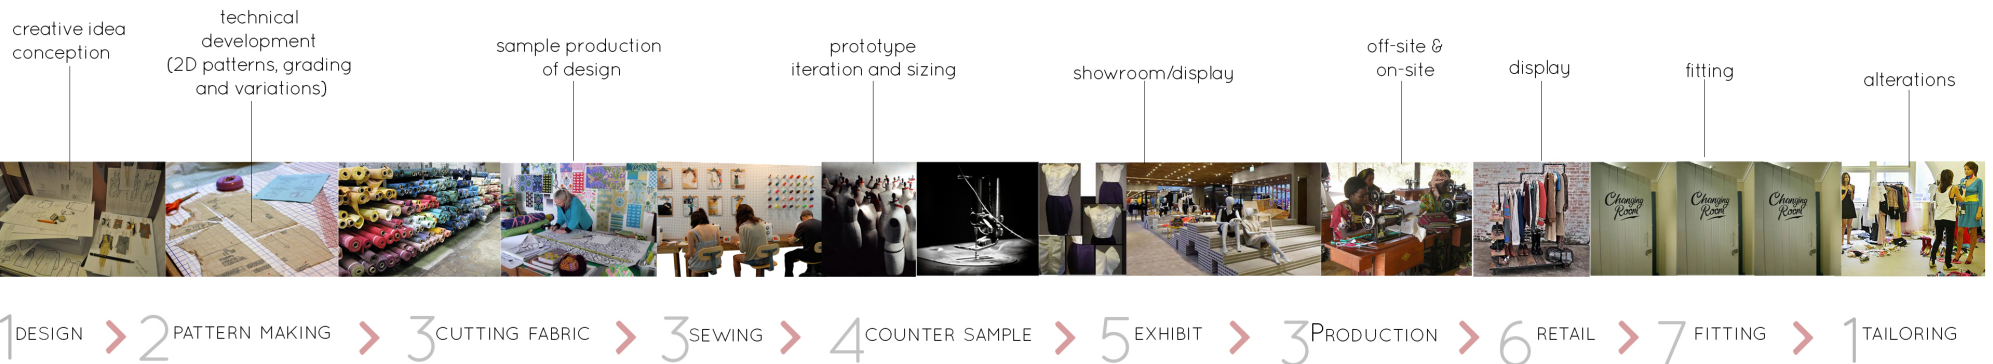 creative idea
conception
technical
development
(2D patterns, grading
and variations)
sample production
of design
prototype
iteration and sizing
showroom/display
off-site &
on-site
display
fitting
alterations
Changing
Room
Changing
Room
Changing
Room
1 DESIGN
2 PATTERN MAKING
3 CUTTING FABRIC
3 SEWING
4 COUNTER SAMPLE
5 EXHIBIT
3 PRODUCTION
6 RETAIL
7 FITTING
1 TAILORING